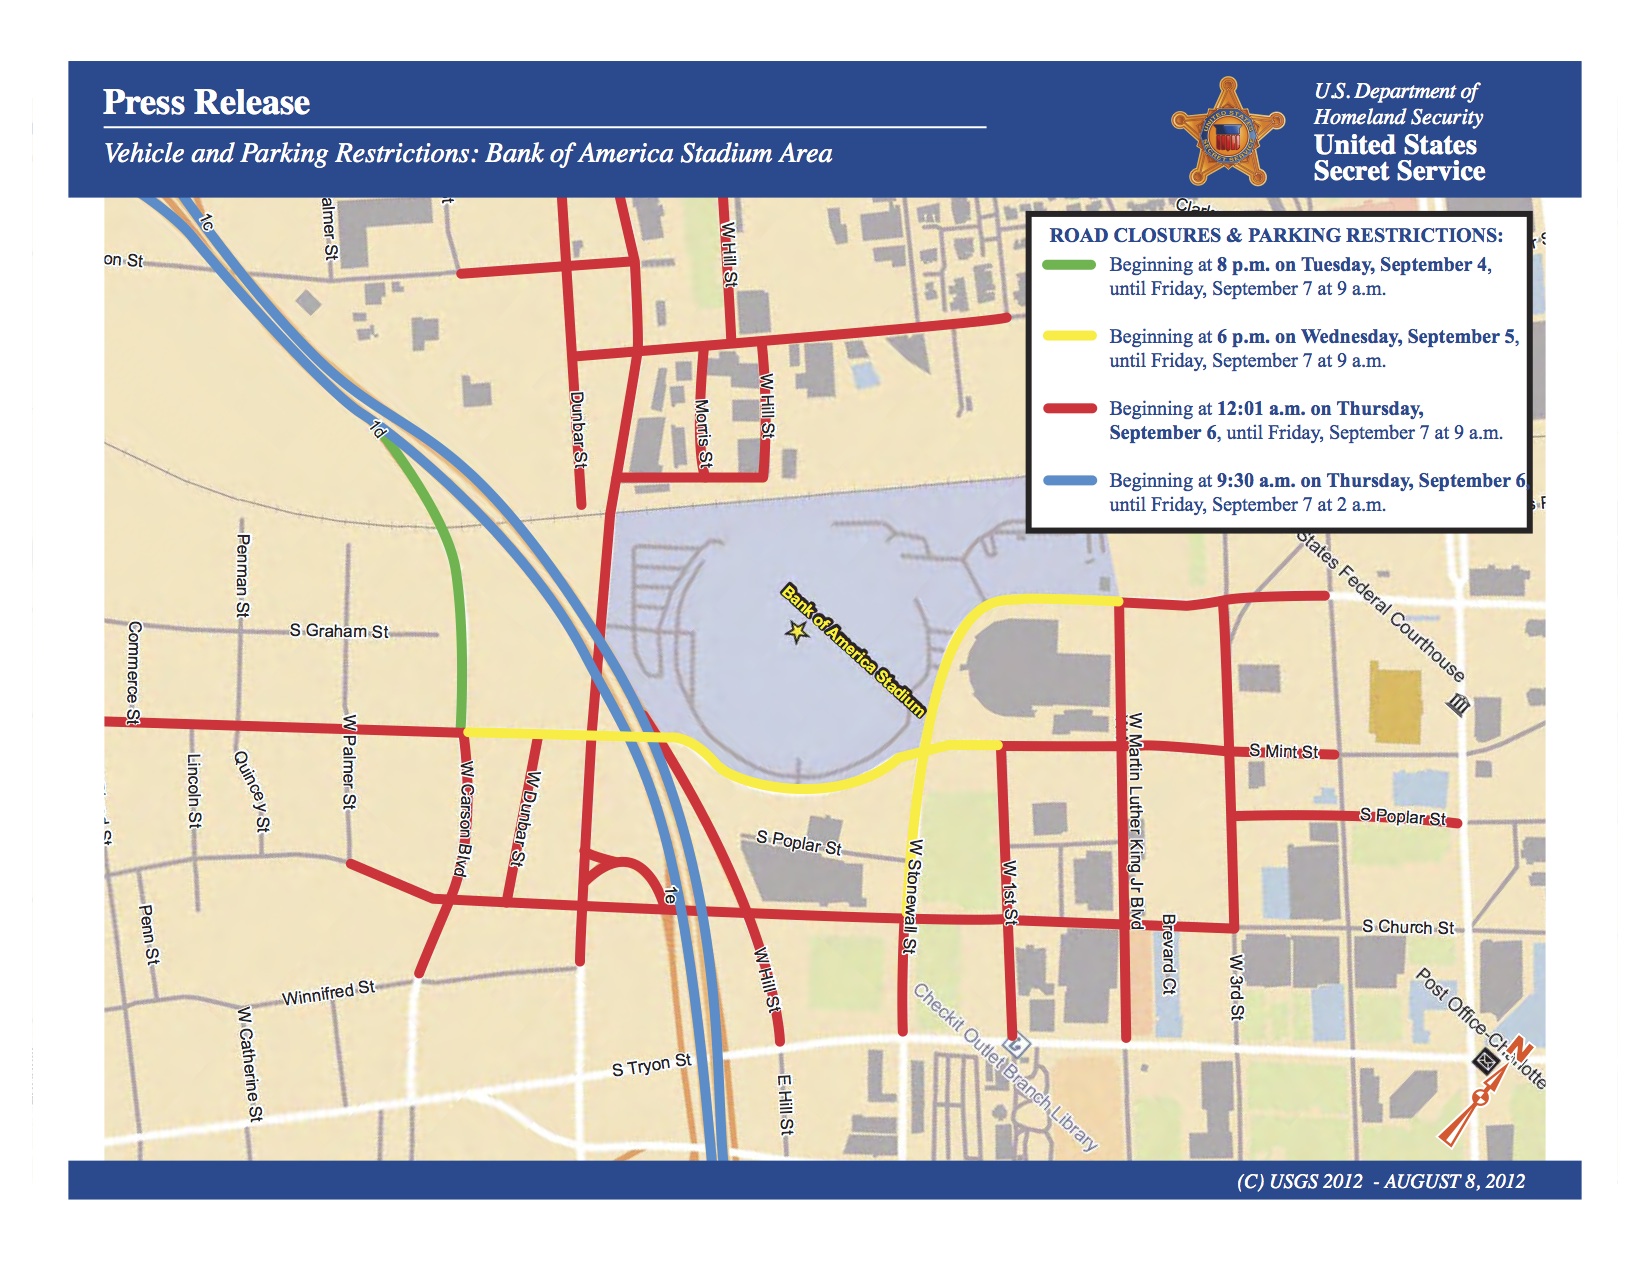 Press Release
Vehicle and Parking Restrictions: Bank of America Stadium Area
U.S. Department of
Homeland Security
United States
Secret Service
UNITED STATES
SECRET SERVICE
ROAD CLOSURES & PARKING RESTRICTIONS:
Beginning at 8 p.m. on Tuesday, September 4,
until Friday, September 7 at 9 a.m.
Beginning at 6 p.m. on Wednesday, September 5,
until Friday, September 7 at 9 a.m.
Beginning at 12:01 a.m. on Thursday,
September 6, until Friday, September 7 at 9 a.m.
Beginning at 9:30 a.m. on Thursday, September 6
until Friday, September 7 at 2 a.m.
1c
almer St
on St
W Hill St
1d
Dunbar St
Morris St
W Hill St
Penman St
S Graham St
Commerce St
Bank of America Stadium
States Federal Courthouse
W Palmer St
Lincoln St
Quincey St
W Carson Blvd
W Dunbar St
W Martin Luther King Jr Blvd
S Mint St
S Poplar St
S Poplar St
W Stonewall St
W 1st St
1e
Penn St
Brevard Ct
S Church St
W Hill St
W 3rd St
Winnifred St
W Catherine St
Checkit Outlet Branch Library
Post Office-Charlotte
N
S Tryon St
E Hill St
(C) USGS 2012 - AUGUST 8, 2012